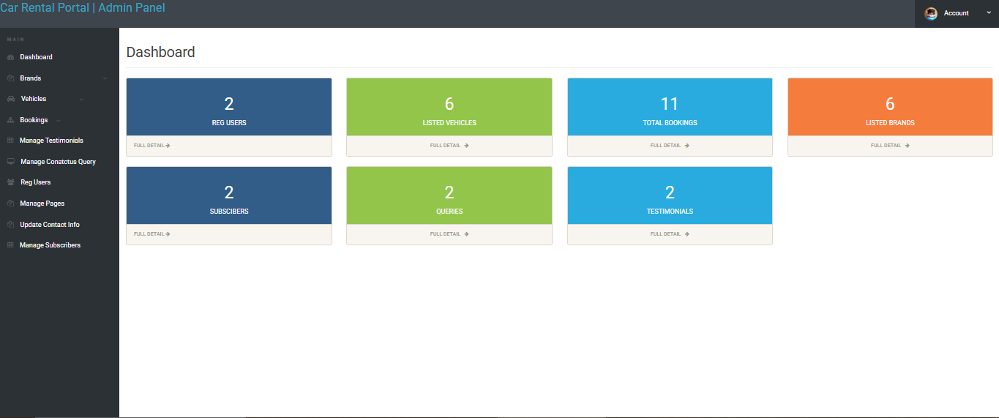 Car Rental Portal | Admin Panel
Account
MAIN
Dashboard
Brands
Vehicles
Bookings
Manage Testimonials
Manage Conatctus Query
Reg Users
Manage Pages
Update Contact Info
Manage Subscribers
Dashboard
2
REG USERS
FULL DETAIL
6
LISTED VEHICLES
FULL DETAIL
11
TOTAL BOOKINGS
FULL DETAIL
6
LISTED BRANDS
FULL DETAIL
2
SUBSCIBERS
FULL DETAIL
2
QUERIES
FULL DETAIL
2
TESTIMONIALS
FULL DETAIL